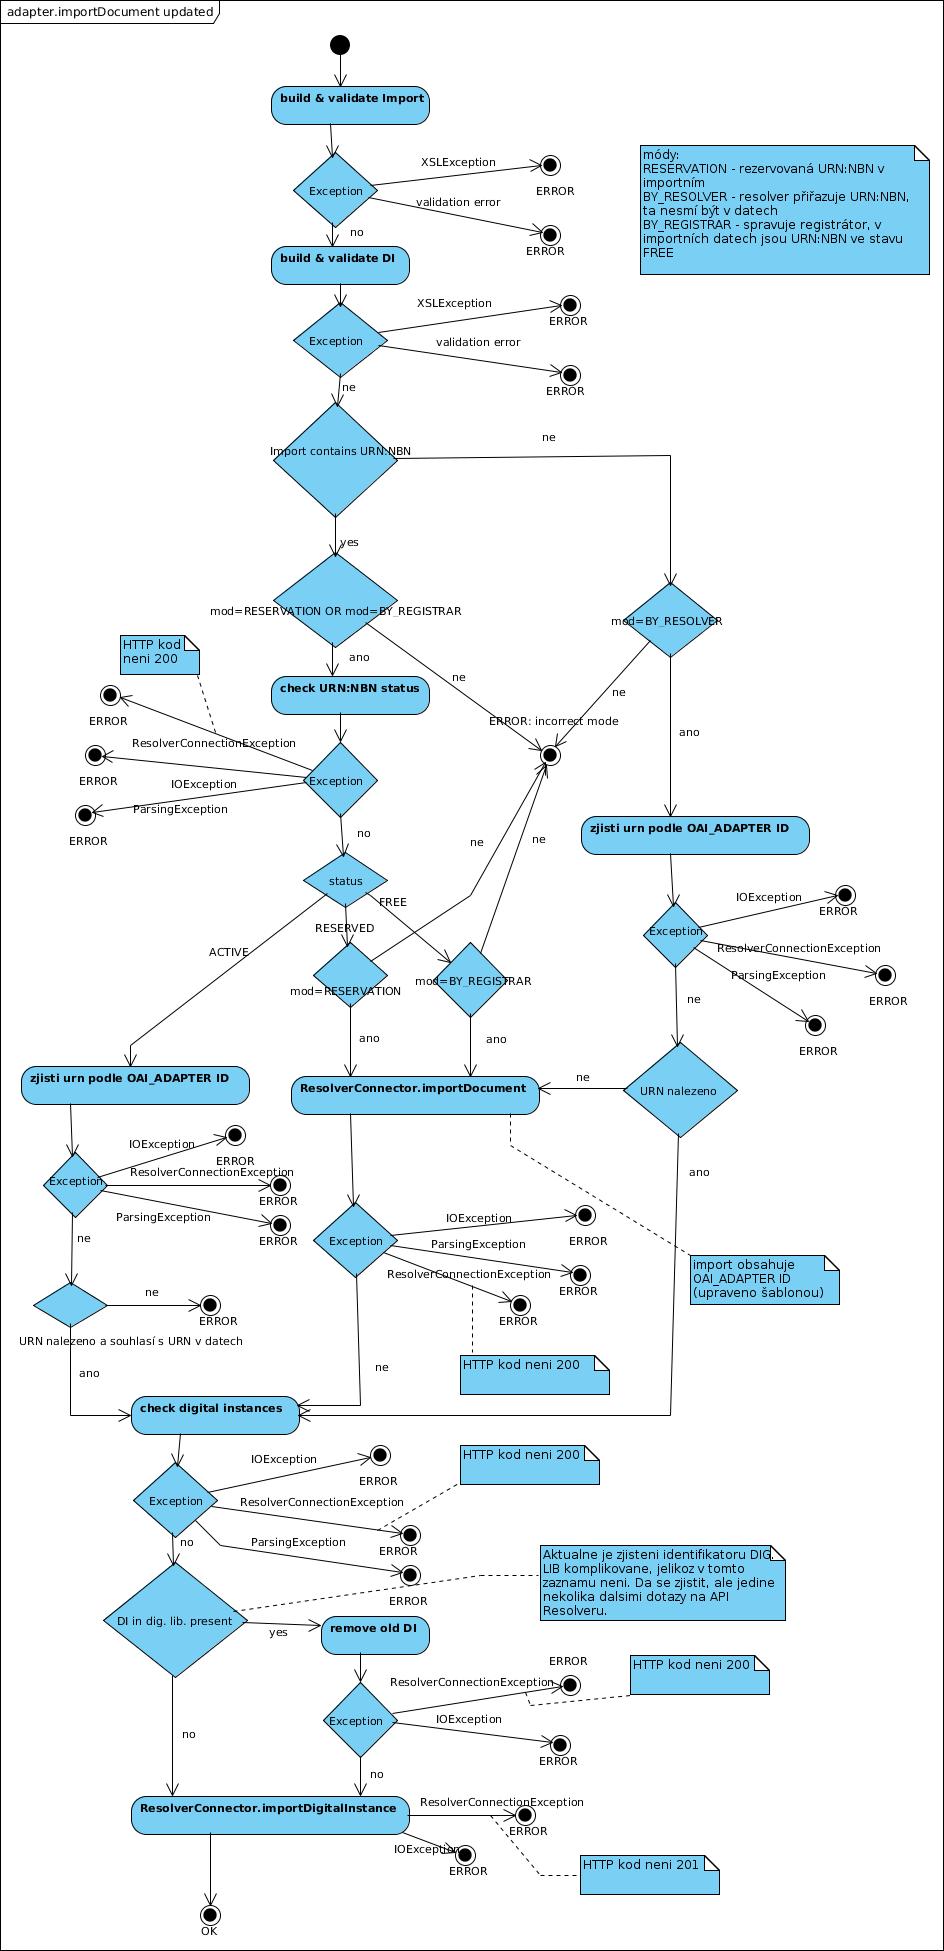 adapter.importDocument updated
build & validate Import
Exception
XSLException
ERROR
validation error
ERROR
no
módy:
RESERVATION - rezervovaná URN:NBN v
importním
BY_RESOLVER - resolver přiřazuje URN:NBN,
ta nesmí být v datech
BY_REGISTRAR - spravuje registrátor, v
importních datech jsou URN:NBN ve stavu
FREE
build & validate DI
Exception
XSLException
ERROR
validation error
ERROR
ne
Import contains URN:NBN
ne
yes
mod=RESERVATION OR mod=BY_REGISTRAR
mod=BY_RESOLVER
ano
ne
ne
ano
HTTP kod
neni 200
check URN:NBN status
ERROR: incorrect mode
ERROR
ResolverConnectionException
ERROR
IOException
Exception
ParsingException
ERROR
no
ne
ne
zjisti urn podle OAI_ADAPTER ID
status
FREE
RESERVED
ACTIVE
mod=RESERVATION
mod=BY_REGISTRAR
IOException
ERROR
Exception
ResolverConnectionException
ERROR
ParsingException
ERROR
ne
ano
ano
zjisti urn podle OAI_ADAPTER ID
ResolverConnector.importDocument
ne
URN nalezeno
ano
IOException
ERROR
Exception
ResolverConnectionException
ERROR
ParsingException
ERROR
ne
ne
ERROR
URN nalezeno a souhlasí s URN v datech
ano
Exception
IOException
ERROR
ParsingException
ERROR
ResolverConnectionException
ERROR
import obsahuje
OAI_ADAPTER ID
(upraveno šablonou)
HTTP kod neni 200
ne
check digital instances
Exception
IOException
ERROR
ResolverConnectionException
ERROR
ParsingException
ERROR
HTTP kod neni 200
no
Aktualne je zjisteni identifikatoru DIG.
LIB komplikovane, jelikoz v tomto
zaznamu neni. Da se zjistit, ale jedine
nekolika dalsimi dotazy na API
Resolveru.
DI in dig. lib. present
yes
remove old DI
ERROR
ResolverConnectionException
HTTP kod neni 200
Exception
IOException
ERROR
no
no
ResolverConnector.importDigitalInstance
ResolverConnectionException
ERROR
IOException
ERROR
HTTP kod neni 201
OK